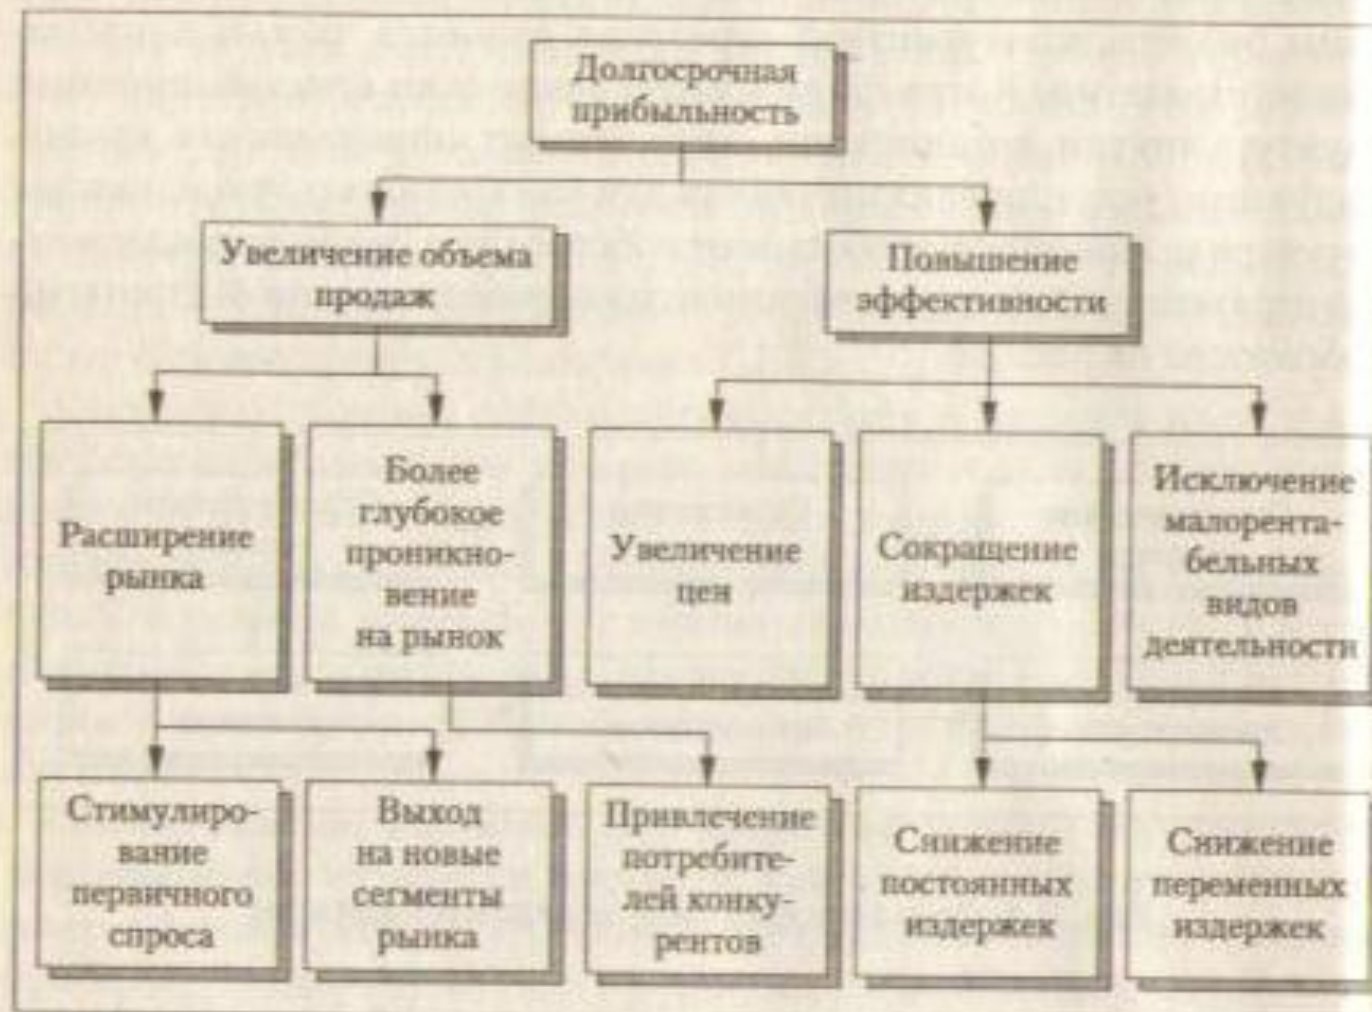 Долгосрочная
прибыльность
Увеличение объема
продаж
Повышение
эффективности
Расширение
рынка
Более
глубокое
проникно-
вение
на рынок
Увеличение
цен
Сокращение
издержек
Исключение
малорента-
бельных
видов
деятельности
Стимулиро-
вание
первичного
спроса
Выход
на новые
сегменты
рынка
Привлечение
потребите-
лей конку-
рентов
Снижение
постоянных
издержек
Снижение
переменных
издержек